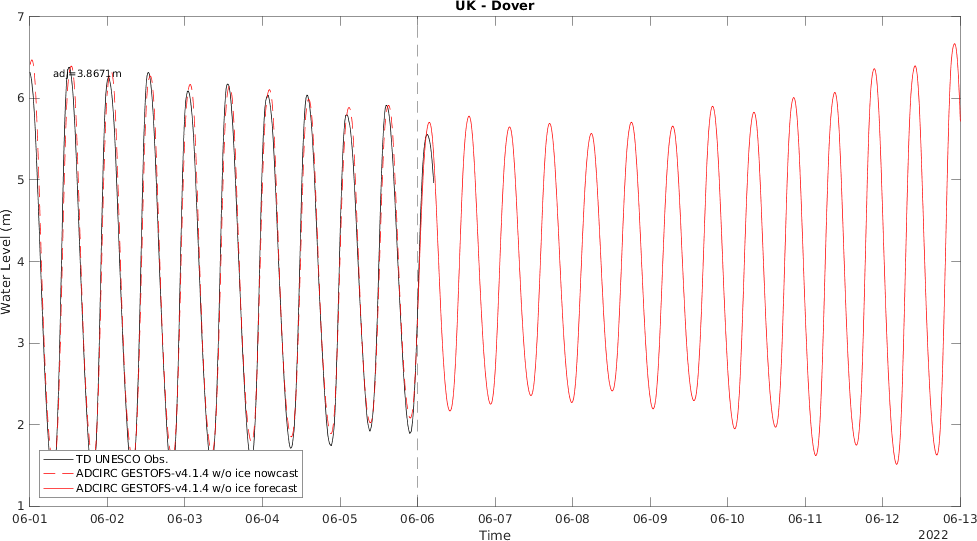 UK - Dover
adj=3.8671m
Water Level (m)
7
6
5
4
3
2
1
TD UNESCO Obs.
ADCIRC GESTOFS-v4.1.4 w/o ice nowcast
ADCIRC GESTOFS-v4.1.4 w/o ice forecast
06-01 06-02 06-03 06-04 06-05 06-06 06-07 06-08 06-09 06-10 06-11 06-12 06-13
Time
2022